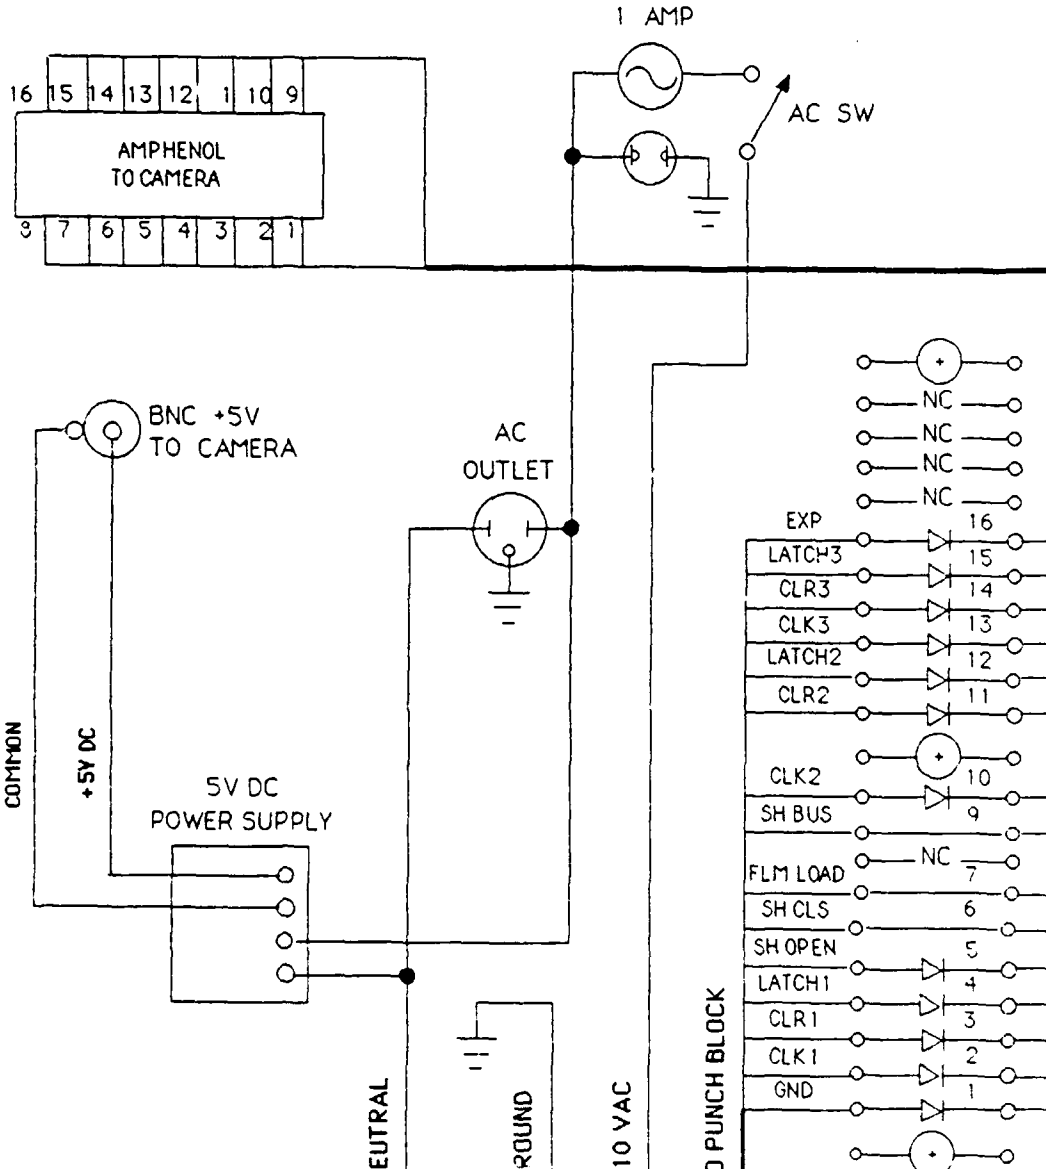 1 AMP
AC SW
16 15 14 13 12 1 10 9
AMPHENOL
TO CAMERA
8 7 6 5 4 3 2 1
BNC +5V
TO CAMERA
AC
OUTLET
COMMON
+5V DC
5V DC
POWER SUPPLY
EUTRAL
ROUND
10 VAC
O PUNCH BLOCK
+
NC
NC
NC
NC
EXP 16
LATCH3 15
CLR3 14
CLK3 13
LATCH2 12
CLR2 11
+
CLK2 10
SH BUS 9
NC
FLM LOAD 7
SH CLS 6
SH OPEN 5
LATCH1 4
CLR1 3
CLK1 2
GND 1
+